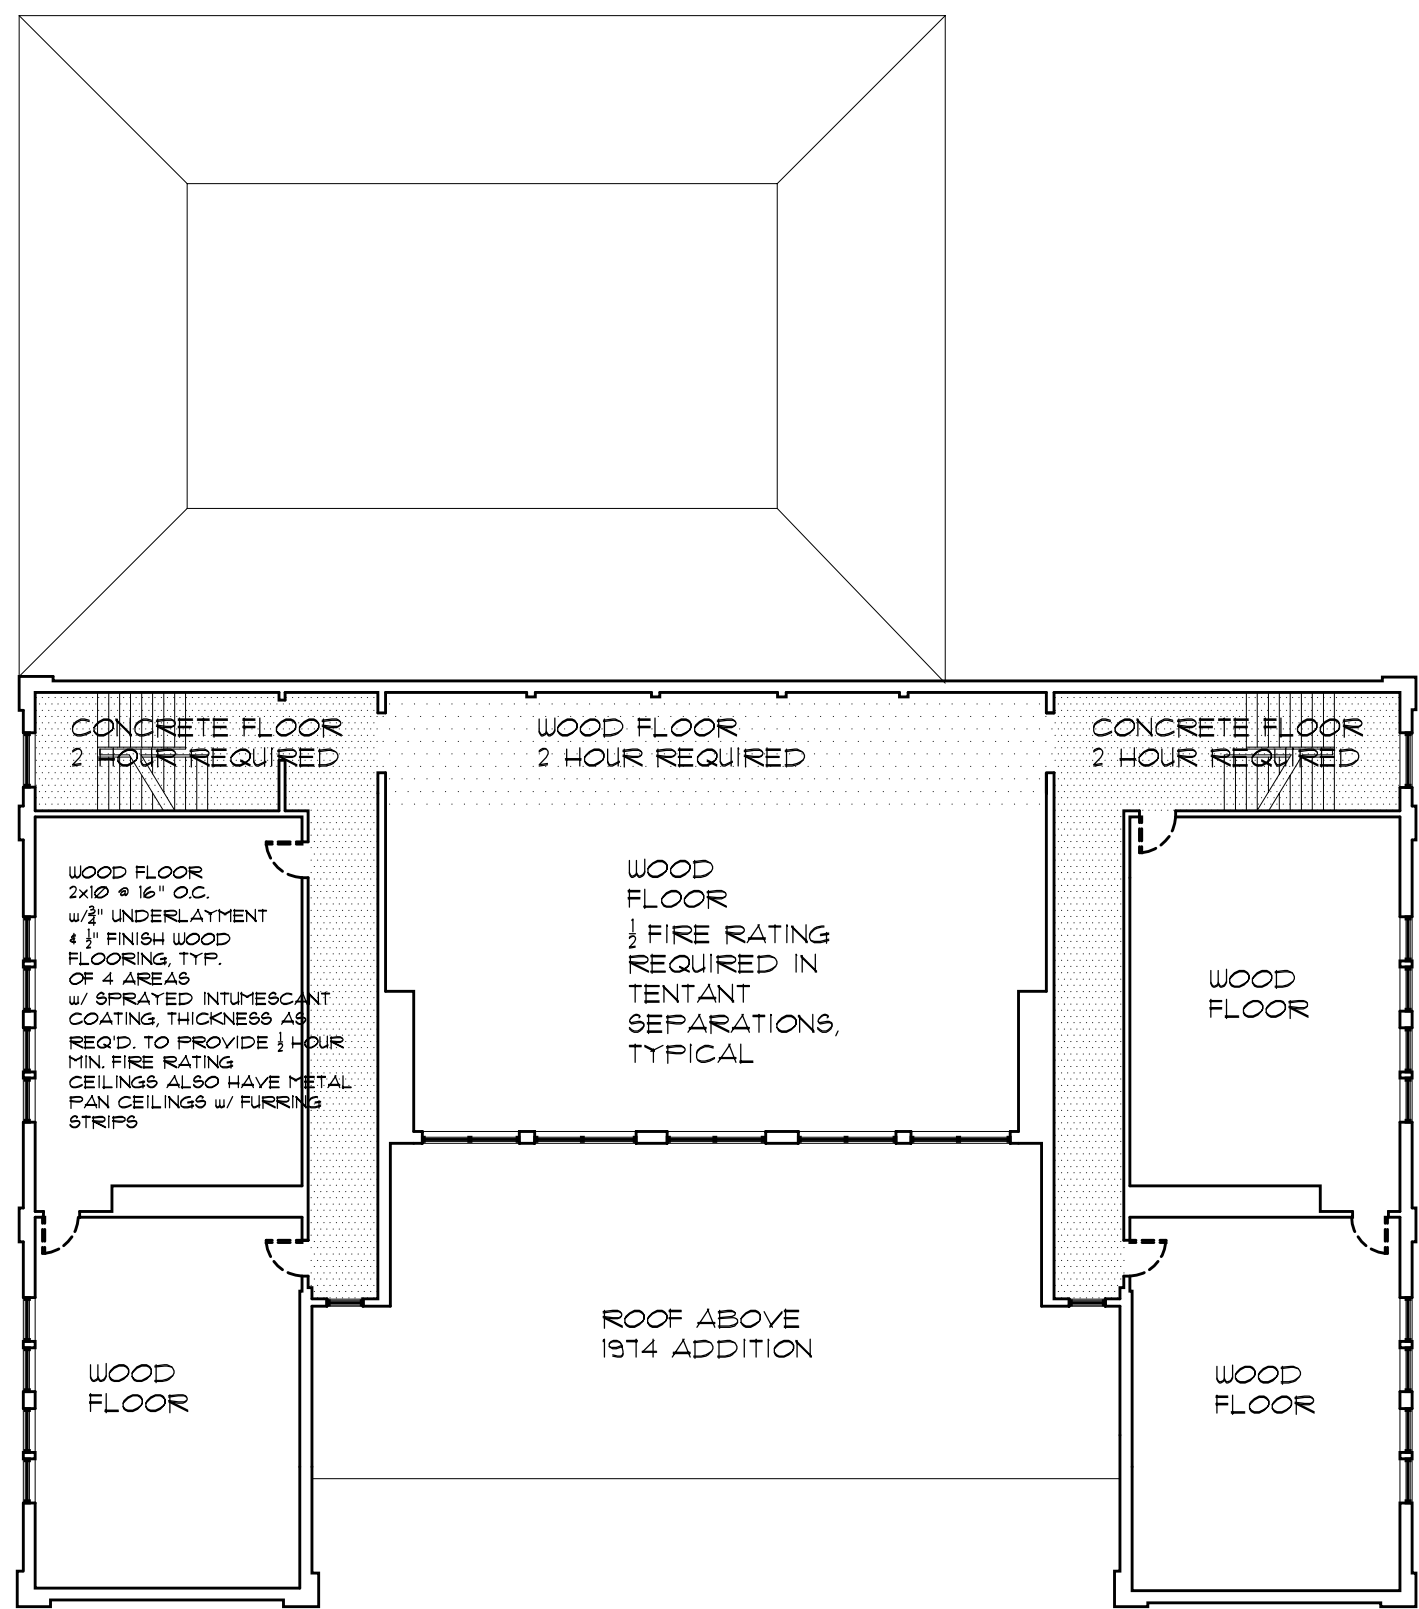 CONCRETE FLOOR
2 HOUR REQUIRED
WOOD FLOOR
2 HOUR REQUIRED
CONCRETE FLOOR
2 HOUR REQUIRED
WOOD FLOOR
2x10 @ 16" O.C.
w/ 3/4" UNDERLAYMENT
& 1/2" FINISH WOOD
FLOORING, TYP.
OF 4 AREAS
w/ SPRAYED INTUMESCANT
COATING, THICKNESS AS
REQ'D. TO PROVIDE 1/2 HOUR
MIN. FIRE RATING
CEILINGS ALSO HAVE METAL
PAN CEILINGS w/ FURRING
STRIPS
WOOD
FLOOR
1/2 FIRE RATING
REQUIRED IN
TENTANT
SEPARATIONS,
TYPICAL
WOOD
FLOOR
ROOF ABOVE
1974 ADDITION
WOOD
FLOOR
WOOD
FLOOR